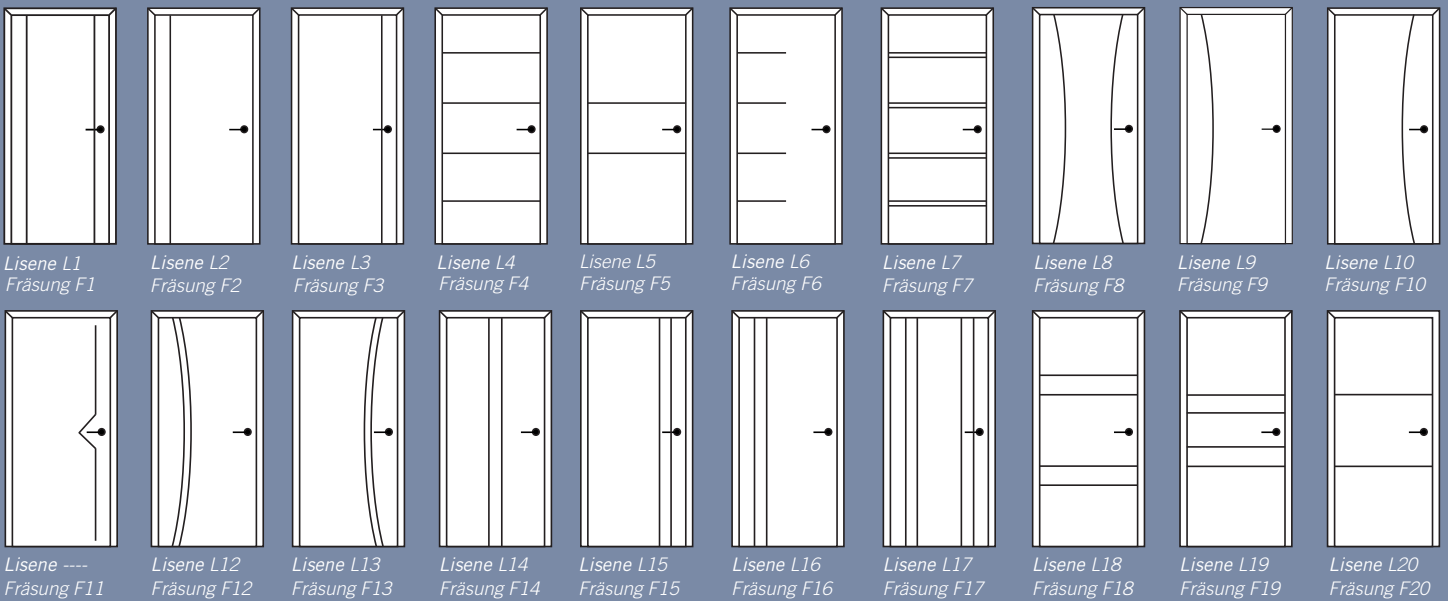 Lisene L1
Fräsung F1
Lisene L2
Fräsung F2
Lisene L3
Fräsung F3
Lisene L4
Fräsung F4
Lisene L5
Fräsung F5
Lisene L6
Fräsung F6
Lisene L7
Fräsung F7
Lisene L8
Fräsung F8
Lisene L9
Fräsung F9
Lisene L10
Fräsung F10
Lisene ----
Fräsung F11
Lisene L12
Fräsung F12
Lisene L13
Fräsung F13
Lisene L14
Fräsung F14
Lisene L15
Fräsung F15
Lisene L16
Fräsung F16
Lisene L17
Fräsung F17
Lisene L18
Fräsung F18
Lisene L19
Fräsung F19
Lisene L20
Fräsung F20